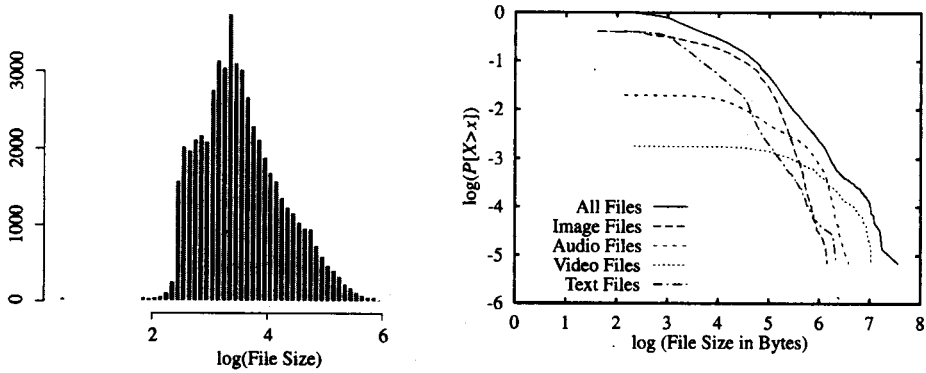 3000
2000
1000
0
2 4 6
log(File Size)
0
-1
-2
-3
-4
-5
-6
log(P[X>x])
All Files
Image Files
Audio Files
Video Files
Text Files
0 1 2 3 4 5 6 7 8
log (File Size in Bytes)